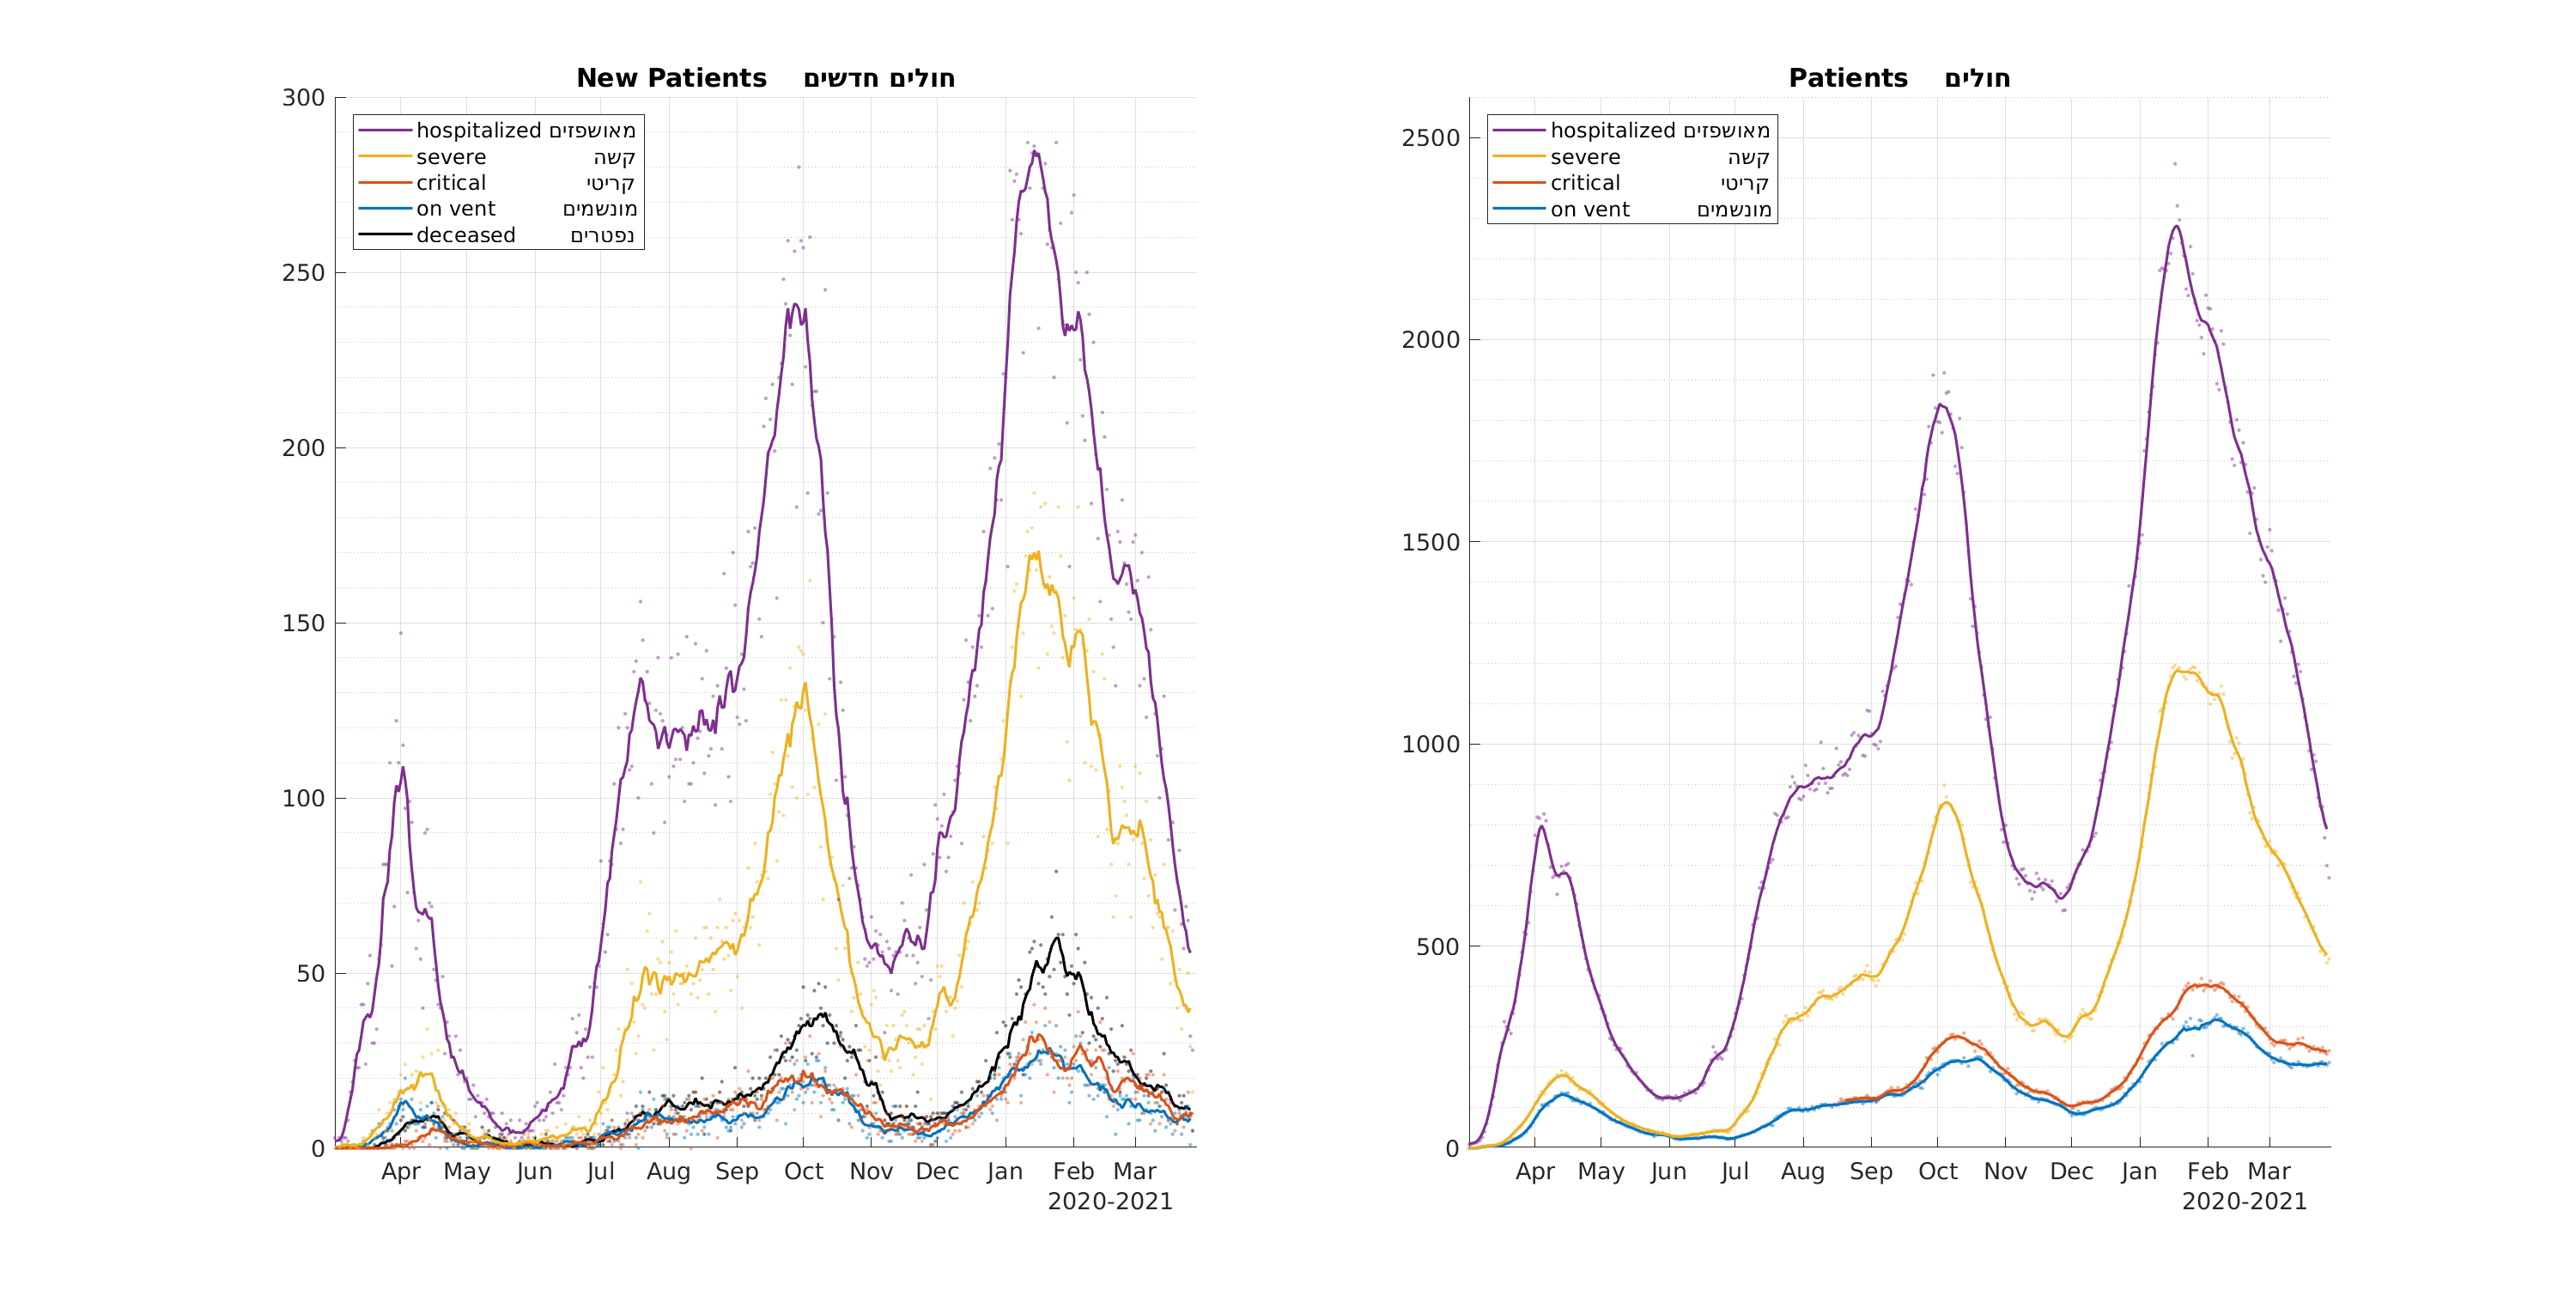 New Patients חולים חדשים
300
250
200
150
100
50
0
hospitalized מאושפזים
severe קשה
critical קריטי
on vent מונשמים
deceased נפטרים
Apr May Jun Jul Aug Sep Oct Nov Dec Jan Feb Mar
2020-2021
Patients חולים
2500
2000
1500
1000
500
0
hospitalized מאושפזים
severe קשה
critical קריטי
on vent מונשמים
Apr May Jun Jul Aug Sep Oct Nov Dec Jan Feb Mar
2020-2021